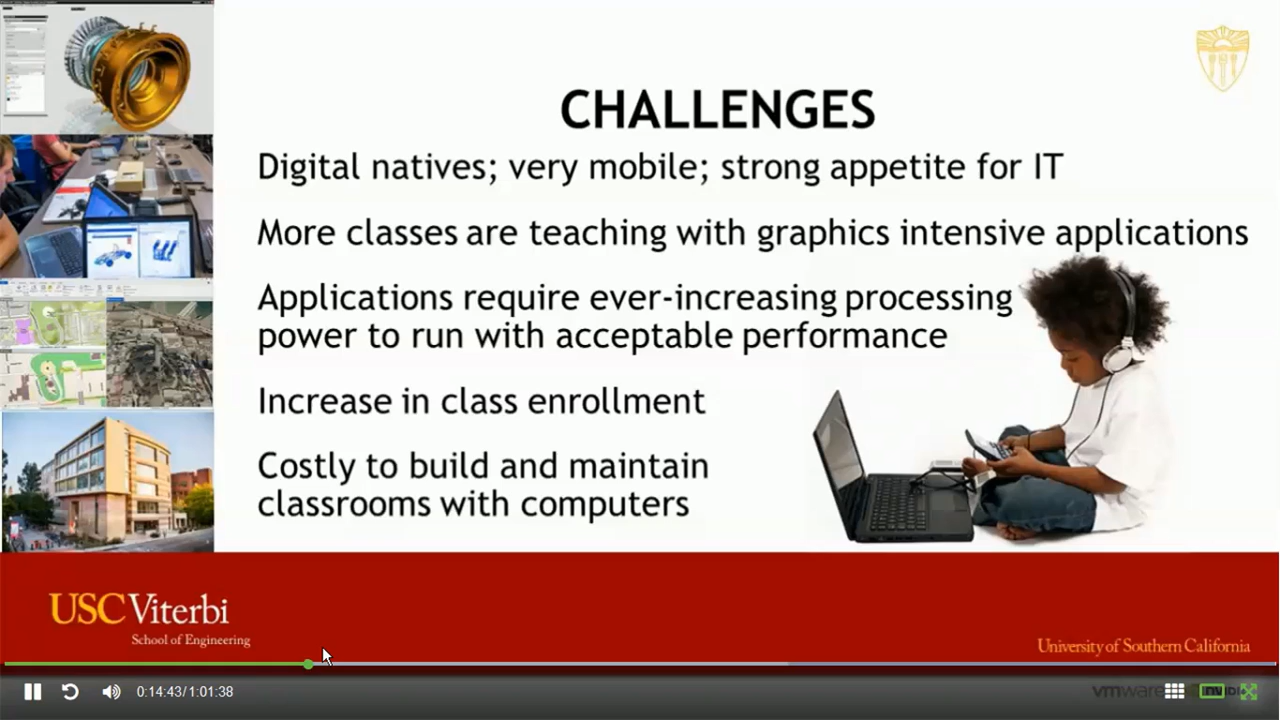 CHALLENGES
Digital natives; very mobile; strong appetite for IT
More classes are teaching with graphics intensive applications
Applications require ever-increasing processing
power to run with acceptable performance
Increase in class enrollment
Costly to build and maintain
classrooms with computers
USC Viterbi
School of Engineering
University of Southern California
0:14:43/1:01:38
vmware